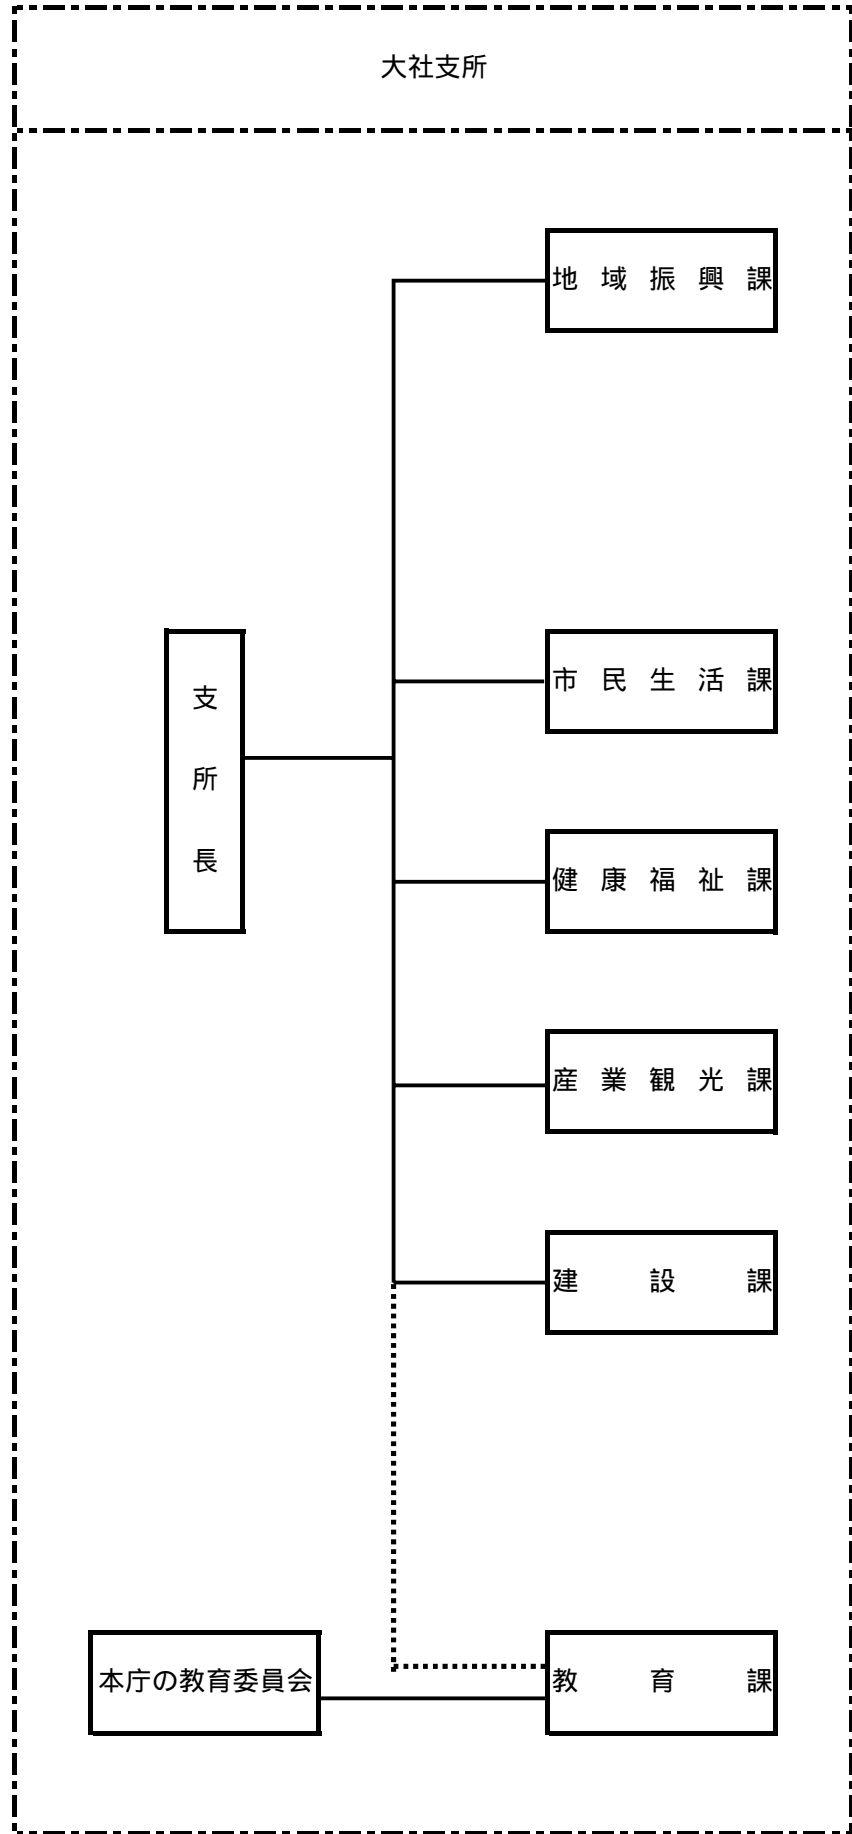 大社支所
地域振興課
市民生活課
支所長
健康福祉課
産業観光課
建設課
本庁の教育委員会
教育課